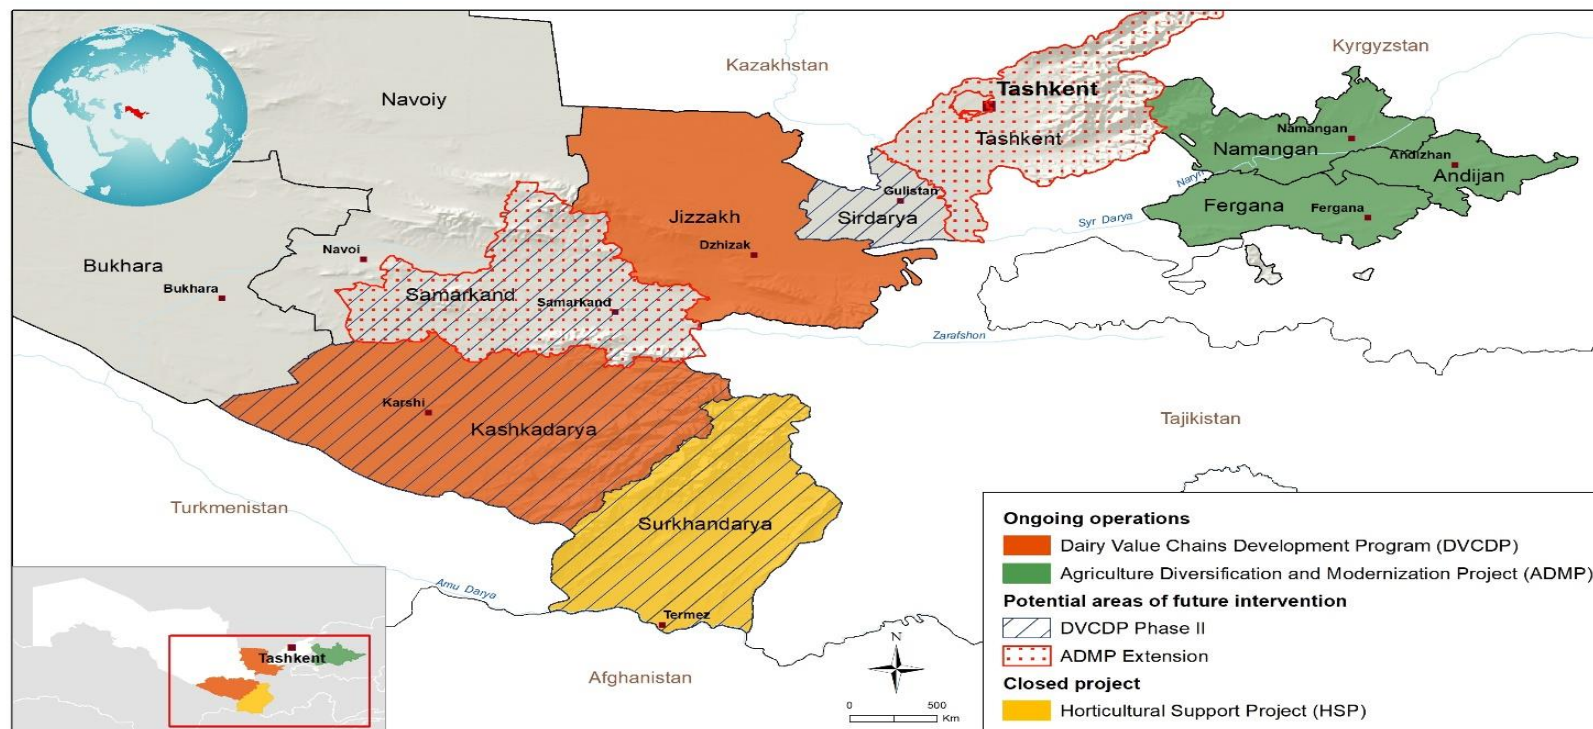 Kazakhstan
Kyrgyzstan
Navoiy
Tashkent
Tashkent
Namangan
Namangan
Andizhan
Andijan
Naryn
Gulistan
Sirdarya
Fergana
Fergana
Syr Darya
Jizzakh
Dzhizak
Navoi
Bukhara
Bukhara
Samarkand
Samarkand
Zarafshon
Karshi
Kashkadarya
Tajikistan
Turkmenistan
Surkhandarya
Amu Darya
Termez
Afghanistan
Tashkent
N
0 500
Km
Ongoing operations
Dairy Value Chains Development Program (DVCDP)
Agriculture Diversification and Modernization Project (ADMP)
Potential areas of future intervention
DVCDP Phase II
ADMP Extension
Closed project
Horticultural Support Project (HSP)